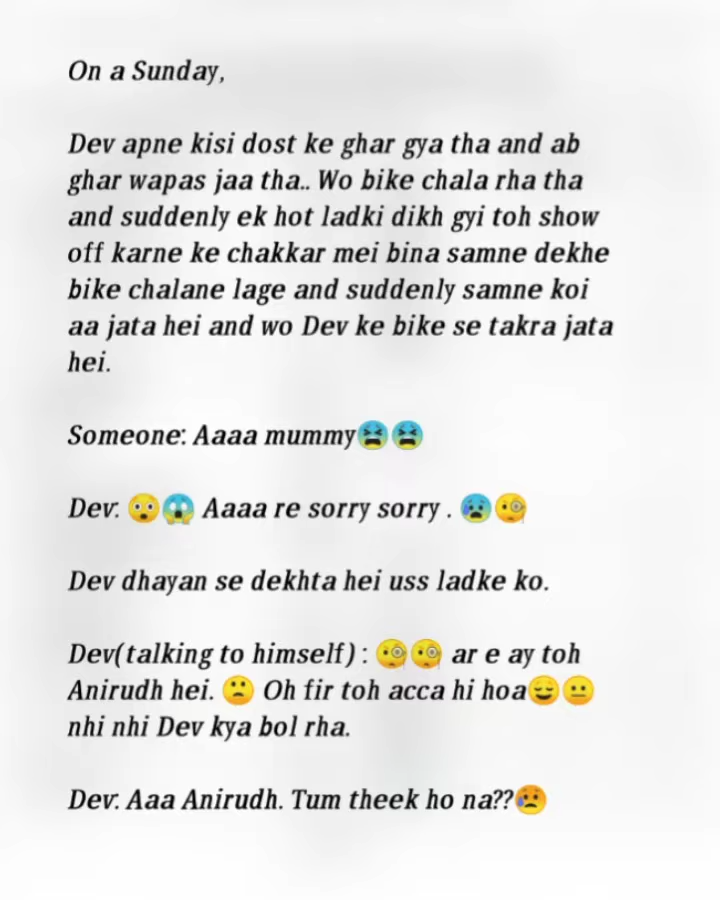 On a Sunday,
Dev apne kisi dost ke ghar gya tha and ab
ghar wapas jaa tha.. Wo bike chala rha tha
and suddenly ek hot ladki dikh gyi toh show
off karne ke chakkar mei bina samne dekhe
bike chalane lage and suddenly samne koi
aa jata hei and wo Dev ke bike se takra jata
hei.
Someone: Aaaa mummy😫😫
Dev: 😳😱 Aaaa re sorry sorry . 😰🧐
Dev dhayan se dekhta hei uss ladke ko.
Dev(talking to himself) : 🧐🧐 ar e ay toh
Anirudh hei. 🙁 Oh fir toh acca hi hoa😌😐
nhi nhi Dev kya bol rha.
Dev: Aaa Anirudh. Tum theek ho na??😥